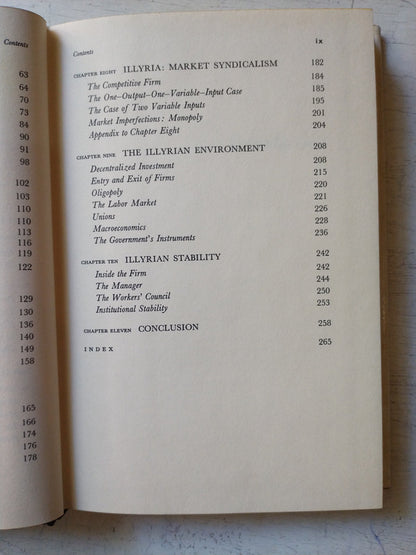 Contents
63
64
70
73
84
90
91
98
102
103
110
113
116
119
122
129
130
136
140
149
158
165
166
174
176
178
Contents ix
CHAPTER EIGHT ILLYRIA: MARKET SYNDICALISM 182
The Competitive Firm 184
The One–Output–One–Variable–Input Case 185
The Case of Two Variable Inputs 195
Market Imperfections: Monopoly 201
Appendix to Chapter Eight 204
CHAPTER NINE THE ILLYRIAN ENVIRONMENT 208
Decentralized Investment 208
Entry and Exit of Firms 215
Oligopoly 220
The Labor Market 221
Unions 226
Macroeconomics 228
The Government's Instruments 236
CHAPTER TEN ILLYRIAN STABILITY 242
Inside the Firm 242
The Manager 244
The Workers' Council 250
Institutional Stability 253
CHAPTER ELEVEN CONCLUSION 258
INDEX 265